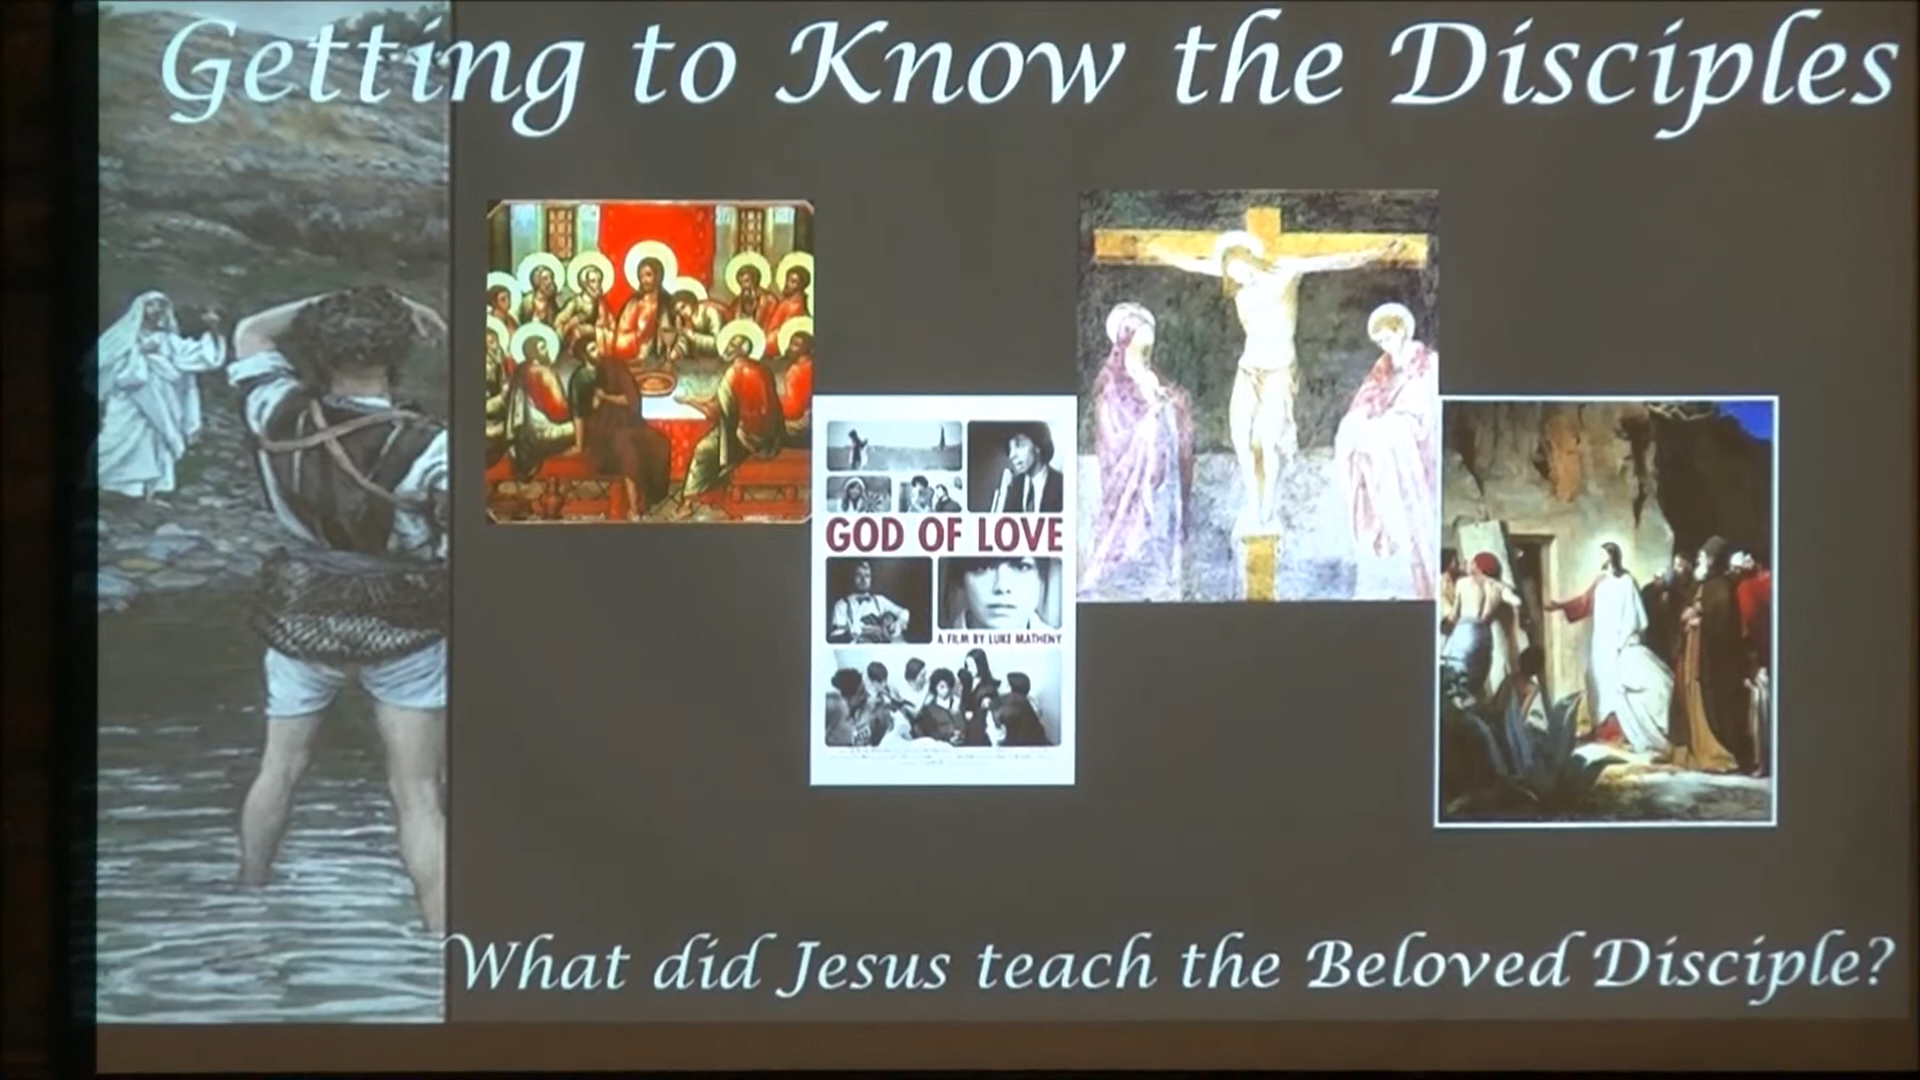 Getting to Know the Disciples
GOD OF LOVE
A FILM BY LUKE MATHENY
What did Jesus teach the Beloved Disciple?